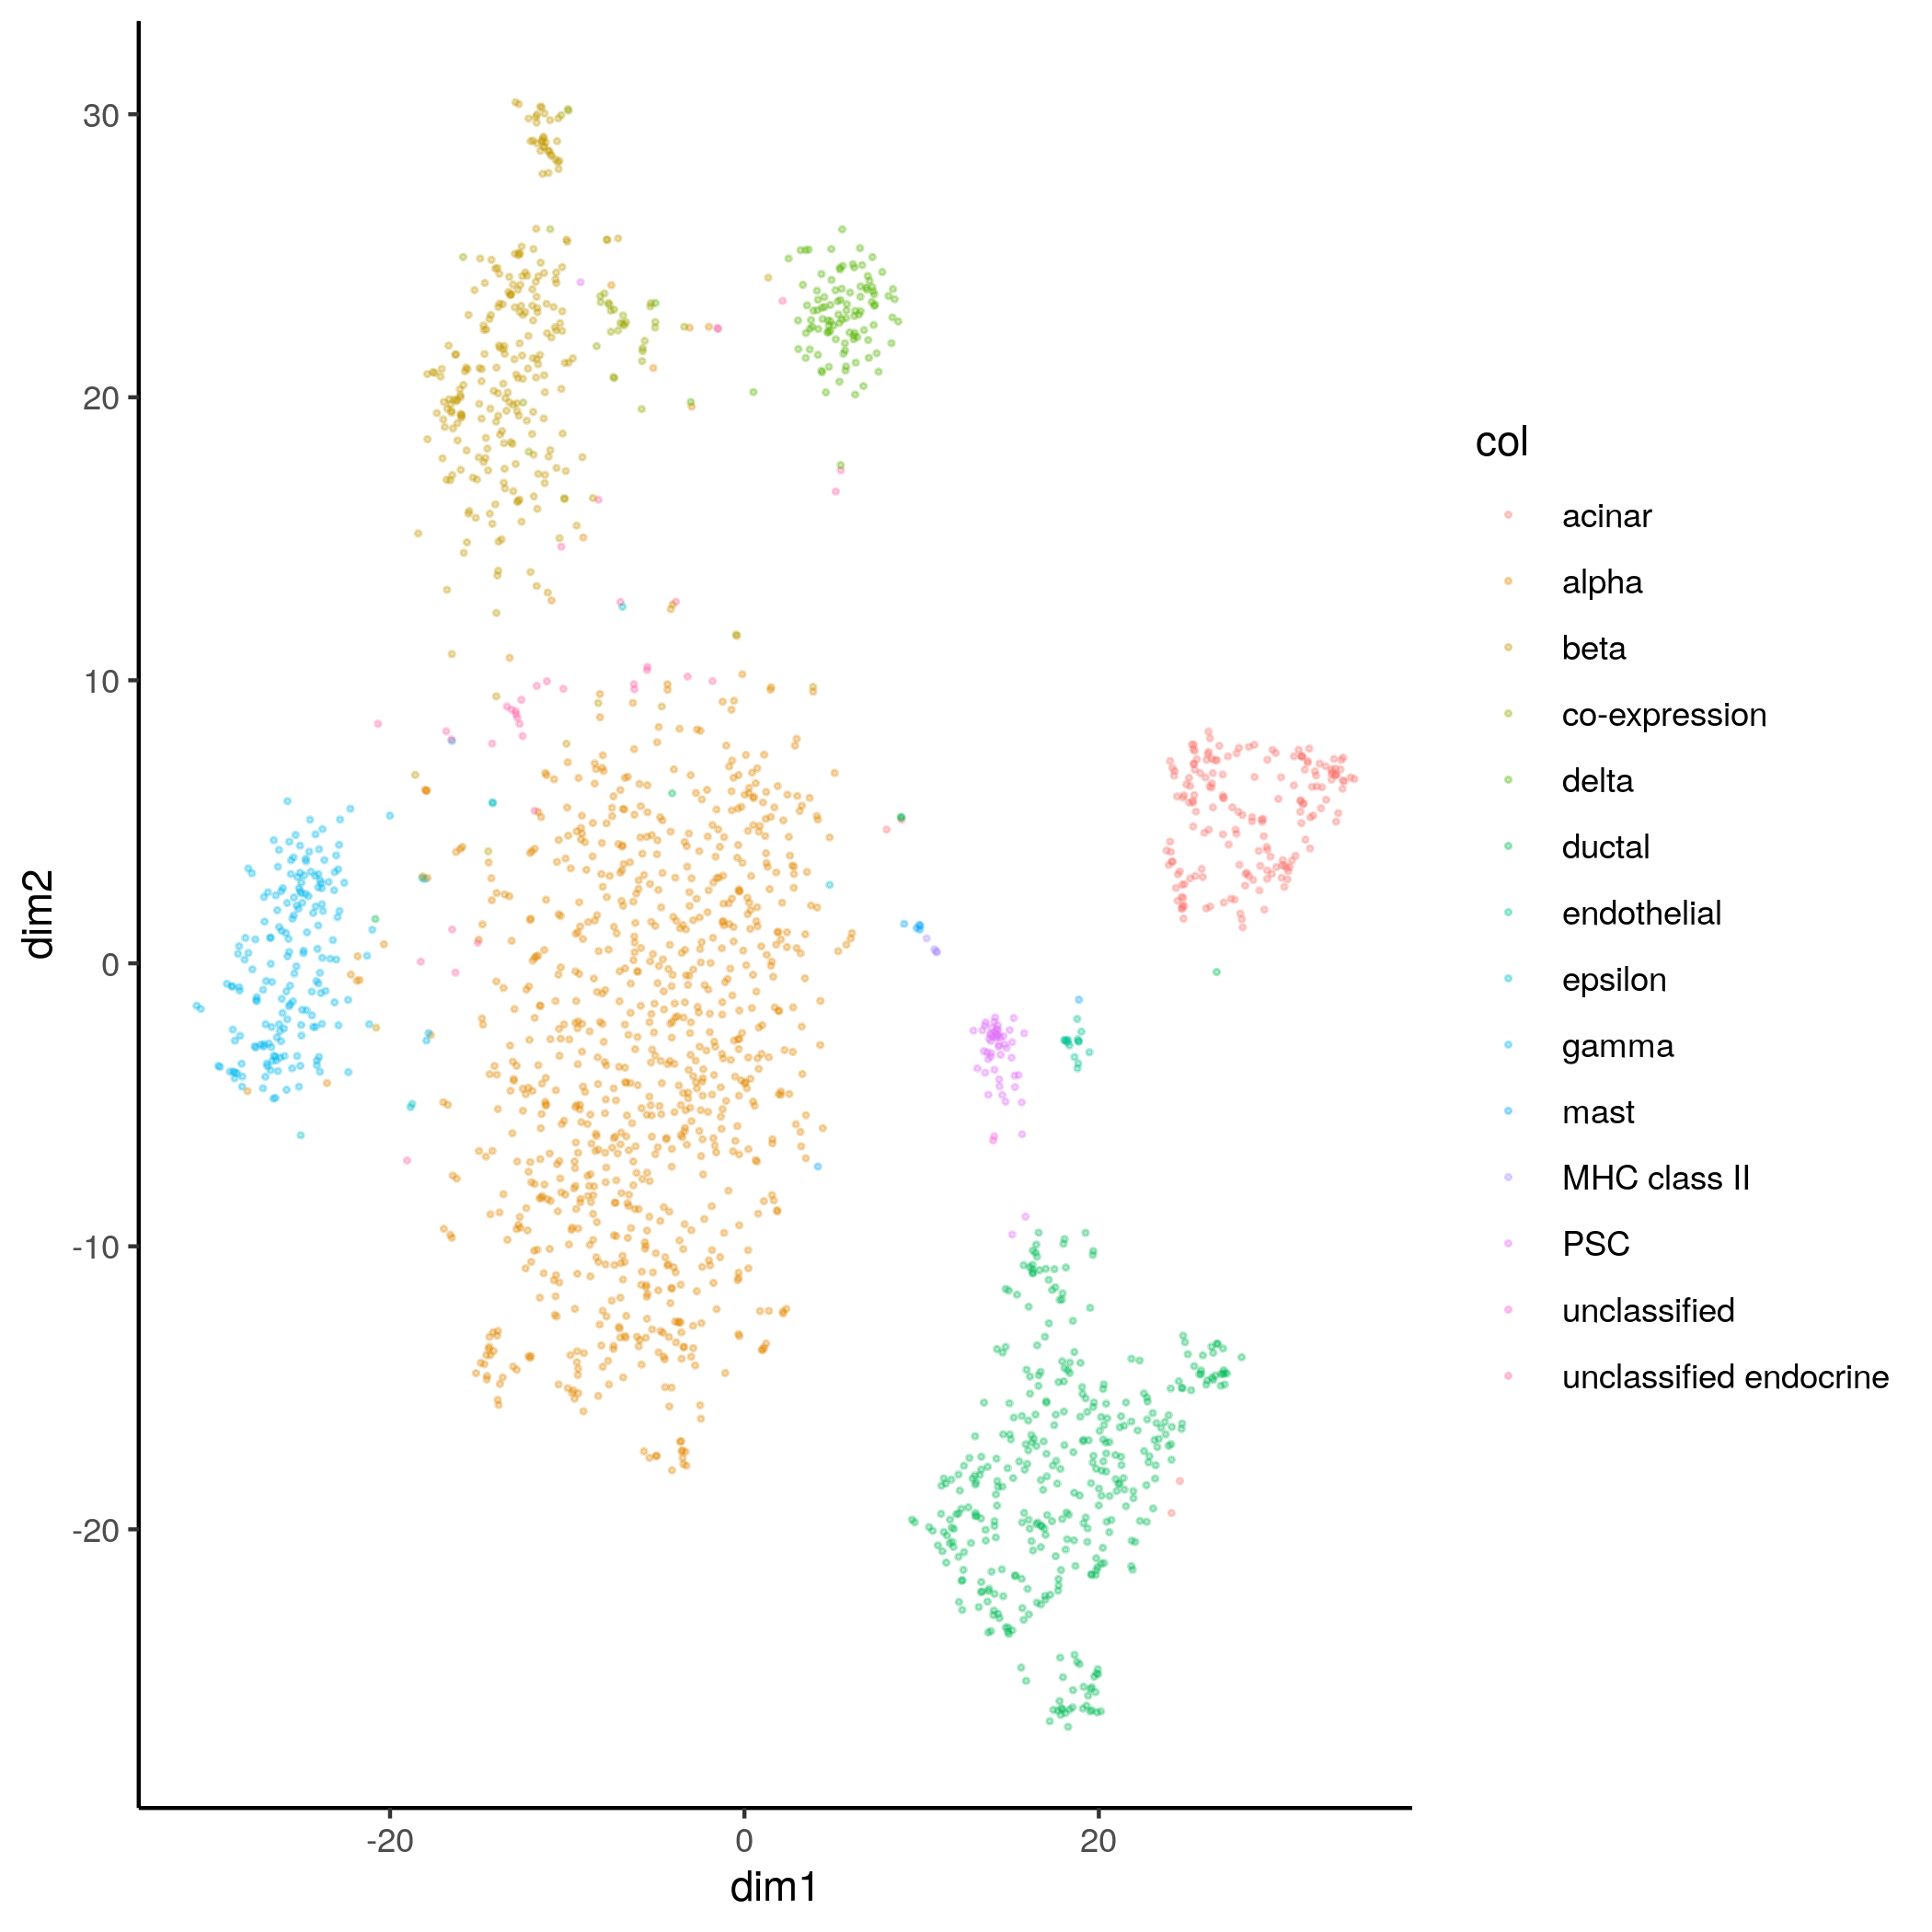 30
20
10
0
-10
-20
dim2
-20
0
20
dim1
col
acinar
alpha
beta
co-expression
delta
ductal
endothelial
epsilon
gamma
mast
MHC class II
PSC
unclassified
unclassified endocrine